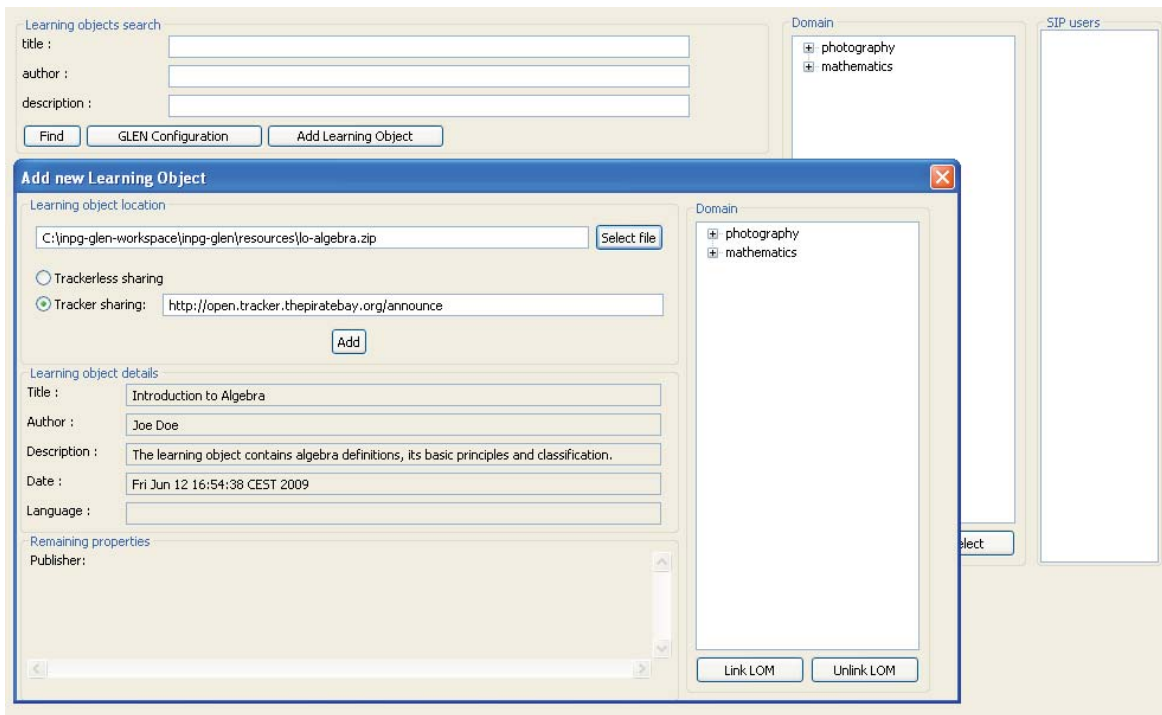 Learning objects search
title :
author :
description :
Find GLEN Configuration Add Learning Object
Domain
photography
mathematics
SIP users
Add new Learning Object
Learning object location
C:\inpg-glen-workspace\inpg-glen\resources\lo-algebra.zip Select file
Trackerless sharing
Tracker sharing: http://open.tracker.thepiratebay.org/announce
Add
Learning object details
Title : Introduction to Algebra
Author : Joe Doe
Description : The learning object contains algebra definitions, its basic principles and classification.
Date : Fri Jun 12 16:54:38 CEST 2009
Language :
Remaining properties
Publisher:
Domain
photography
mathematics
Link LOM Unlink LOM
elect